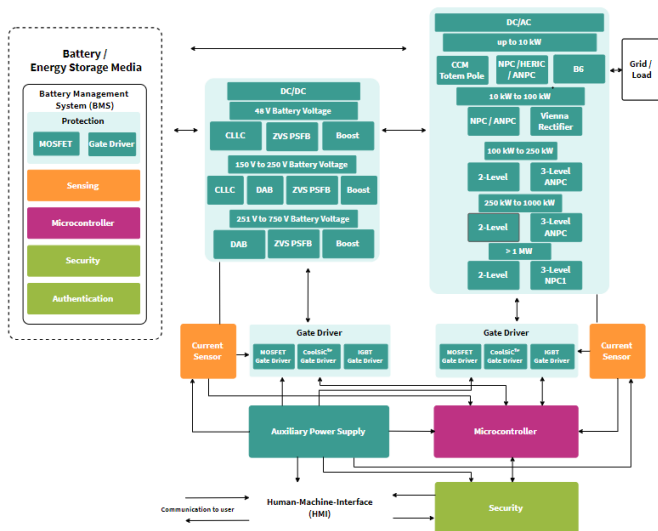 Battery /
Energy Storage Media
Battery Management
System (BMS)
Protection
MOSFET
Gate Driver
Sensing
Microcontroller
Security
Authentication
DC/DC
48 V Battery Voltage
CLLC
ZVS PSFB
Boost
150 V to 250 V Battery Voltage
CLLC
DAB
ZVS PSFB
Boost
251 V to 750 V Battery Voltage
DAB
ZVS PSFB
Boost
DC/AC
up to 10 kW
CCM
Totem Pole
NPC /HERIC /
ANPC
B6
10 kW to 100 kW
NPC / ANPC
Vienna
Rectifier
100 kW to 250 kW
2-Level
3-Level
ANPC
250 kW to 1000 kW
2-Level
3-Level
ANPC
> 1 MW
2-Level
3-Level
NPC1
Grid /
Load
Current
Sensor
Gate Driver
MOSFET
Gate Driver
CoolSiC™
Gate Driver
IGBT
Gate Driver
Gate Driver
MOSFET
Gate Driver
CoolSiC™
Gate Driver
IGBT
Gate Driver
Current
Sensor
Auxiliary Power Supply
Microcontroller
Communication to user
Human-Machine-Interface
(HMI)
Security